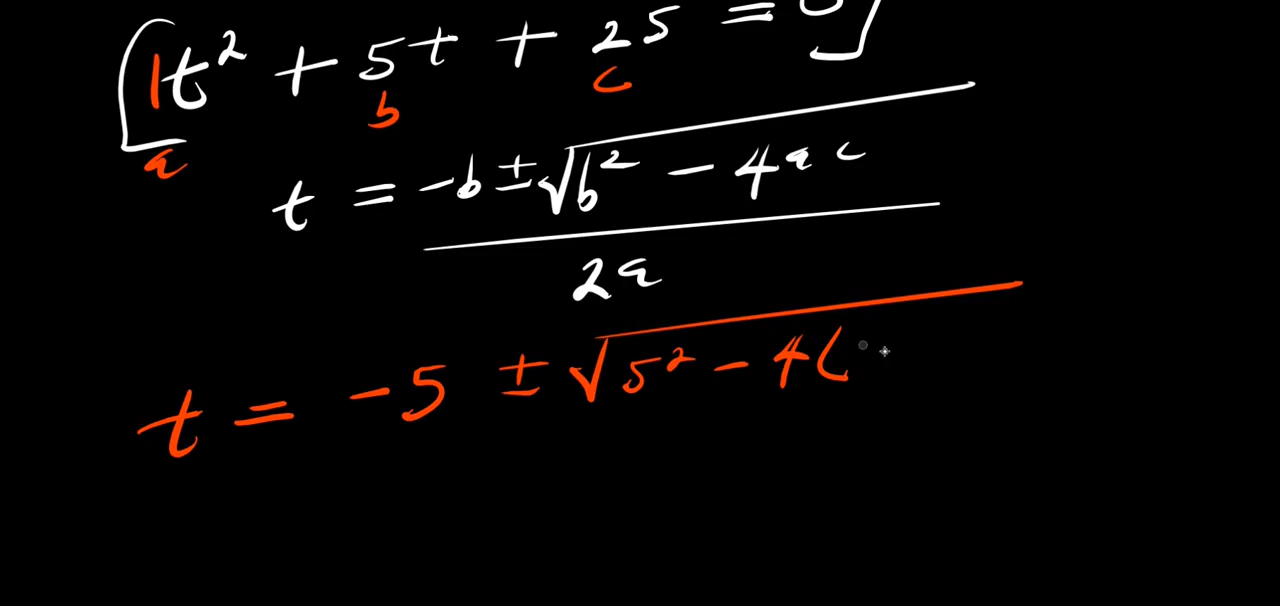 [1t² + 5t + 25 = 0]
a b c
t = -b ± √b² - 4ac
2a
t = -5 ± √5² - 4(